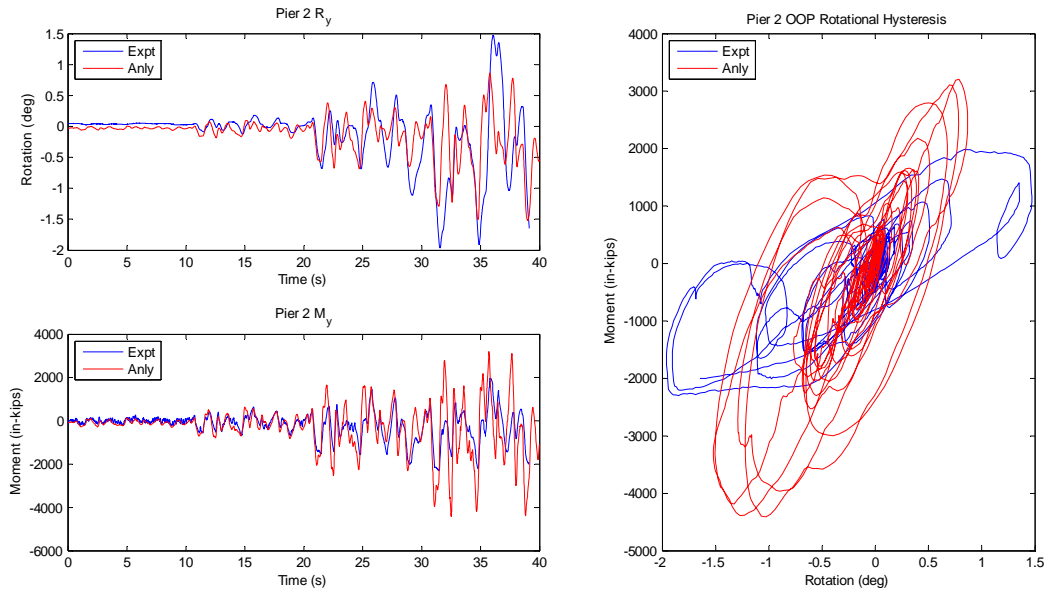 Pier 2 R_y
Expt
Anly
Rotation (deg)
1.5
1
0.5
0
-0.5
-1
-1.5
-2
0 5 10 15 20 25 30 35 40
Time (s)
Pier 2 M_y
Expt
Anly
Moment (in-kips)
4000
2000
0
-2000
-4000
-6000
0 5 10 15 20 25 30 35 40
Time (s)
Pier 2 OOP Rotational Hysteresis
Expt
Anly
Moment (in-kips)
4000
3000
2000
1000
0
-1000
-2000
-3000
-4000
-5000
-2 -1.5 -1 -0.5 0 0.5 1 1.5
Rotation (deg)